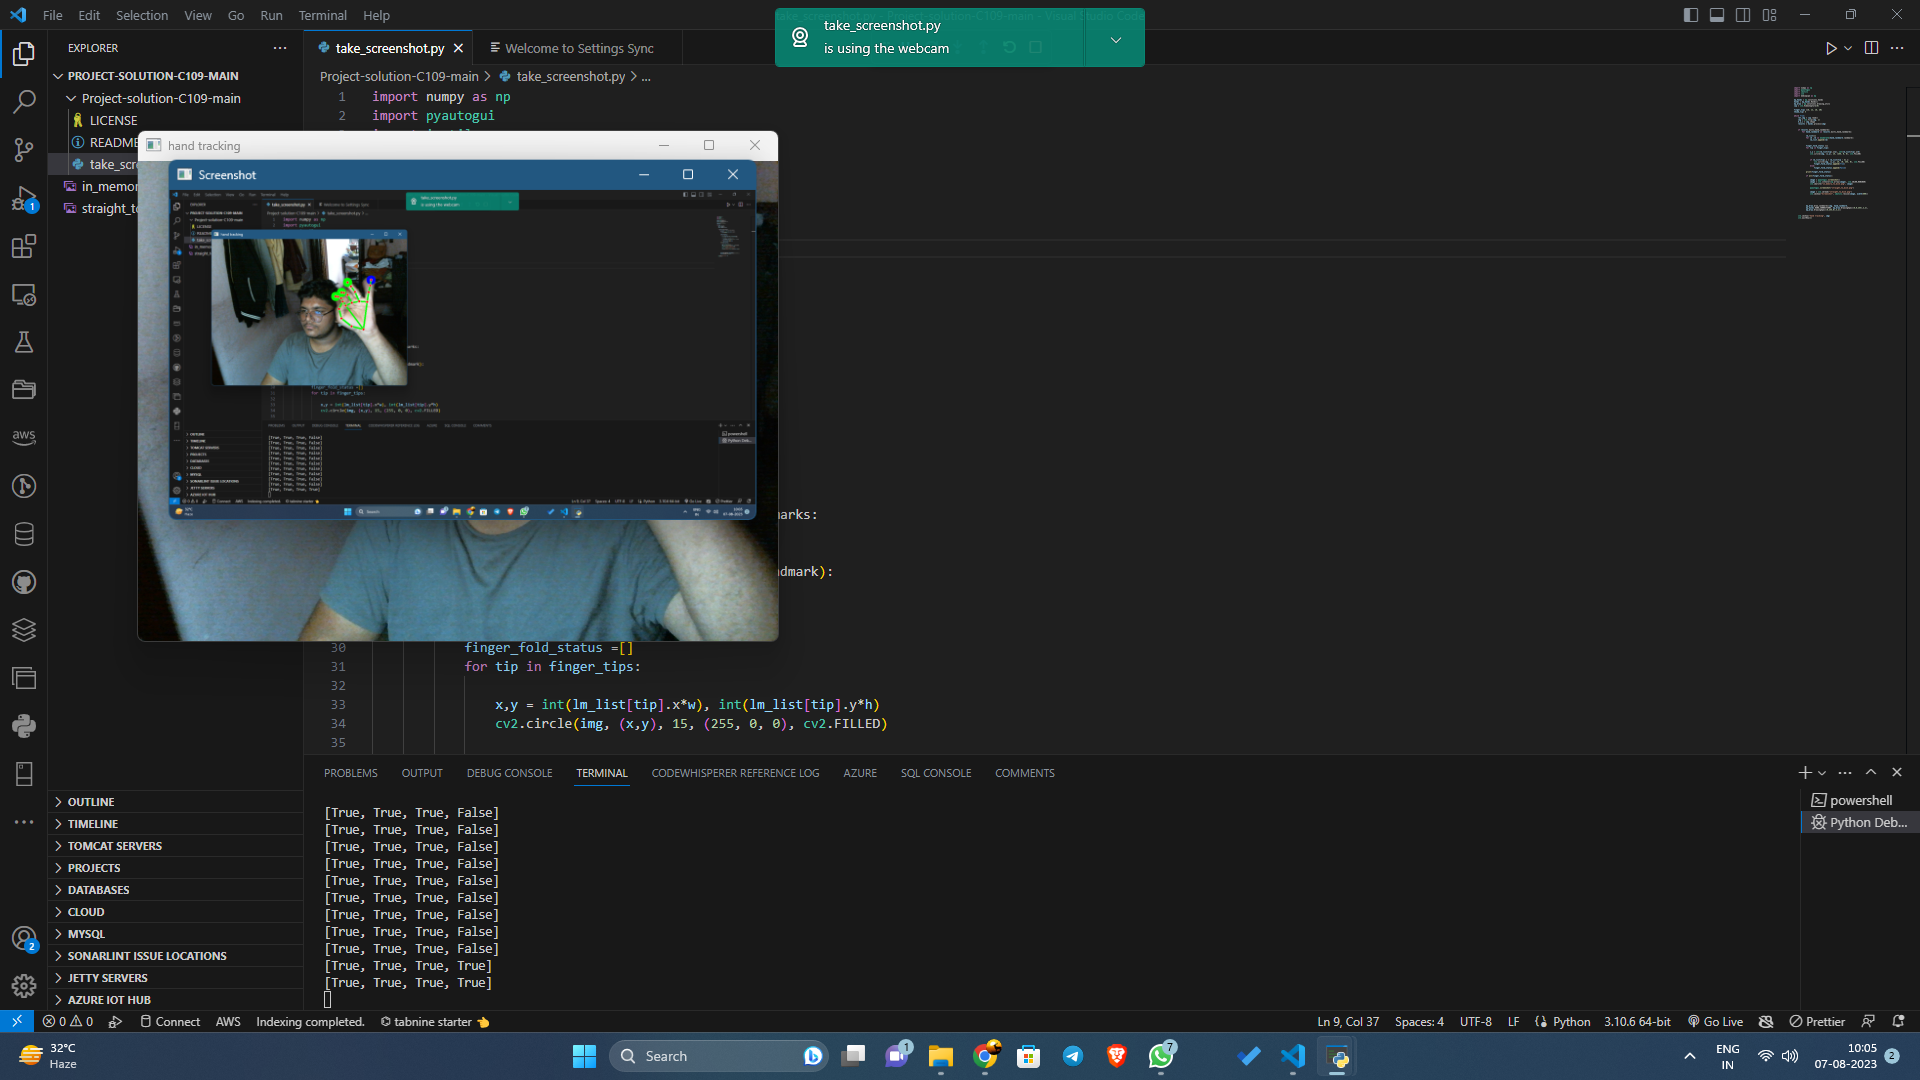 File Edit Selection View Go Run Terminal Help
take_screenshot.py
is using the webcam
EXPLORER
take_screenshot.py
Welcome to Settings Sync
PROJECT-SOLUTION-C109-MAIN
Project-solution-C109-main > take_screenshot.py > ...
Project-solution-C109-main
LICENSE
README
take_scre
in_memor
straight_to
1 import numpy as np
2 import pyautogui
hand tracking
Screenshot
arks:
dmark):
30 finger_fold_status =[]
31 for tip in finger_tips:
32
33 x,y = int(lm_list[tip].x*w), int(lm_list[tip].y*h)
34 cv2.circle(img, (x,y), 15, (255, 0, 0), cv2.FILLED)
35
PROBLEMS OUTPUT DEBUG CONSOLE TERMINAL CODEWHISPERER REFERENCE LOG AZURE SQL CONSOLE COMMENTS
[True, True, True, False]
[True, True, True, False]
[True, True, True, False]
[True, True, True, False]
[True, True, True, False]
[True, True, True, False]
[True, True, True, False]
[True, True, True, False]
[True, True, True, False]
[True, True, True, True]
[True, True, True, True]
powershell
Python Deb...
OUTLINE
TIMELINE
TOMCAT SERVERS
PROJECTS
DATABASES
CLOUD
MYSQL
SONARLINT ISSUE LOCATIONS
JETTY SERVERS
AZURE IOT HUB
aws
1
2
0 0 Connect AWS Indexing completed. tabnine starter
Ln 9, Col 37 Spaces: 4 UTF-8 LF Python 3.10.6 64-bit Go Live Prettier
32°C
Haze
Search
1
7
ENG
IN
10:05
07-08-2023
2